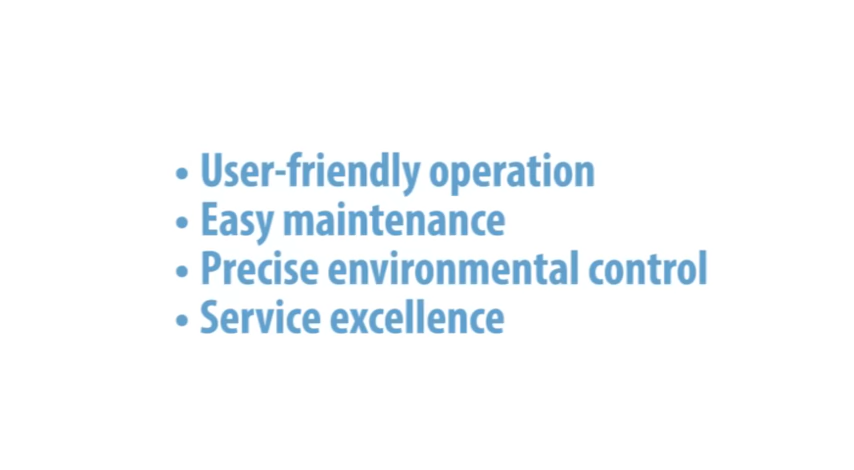 • User-friendly operation
• Easy maintenance
• Precise environmental control
• Service excellence